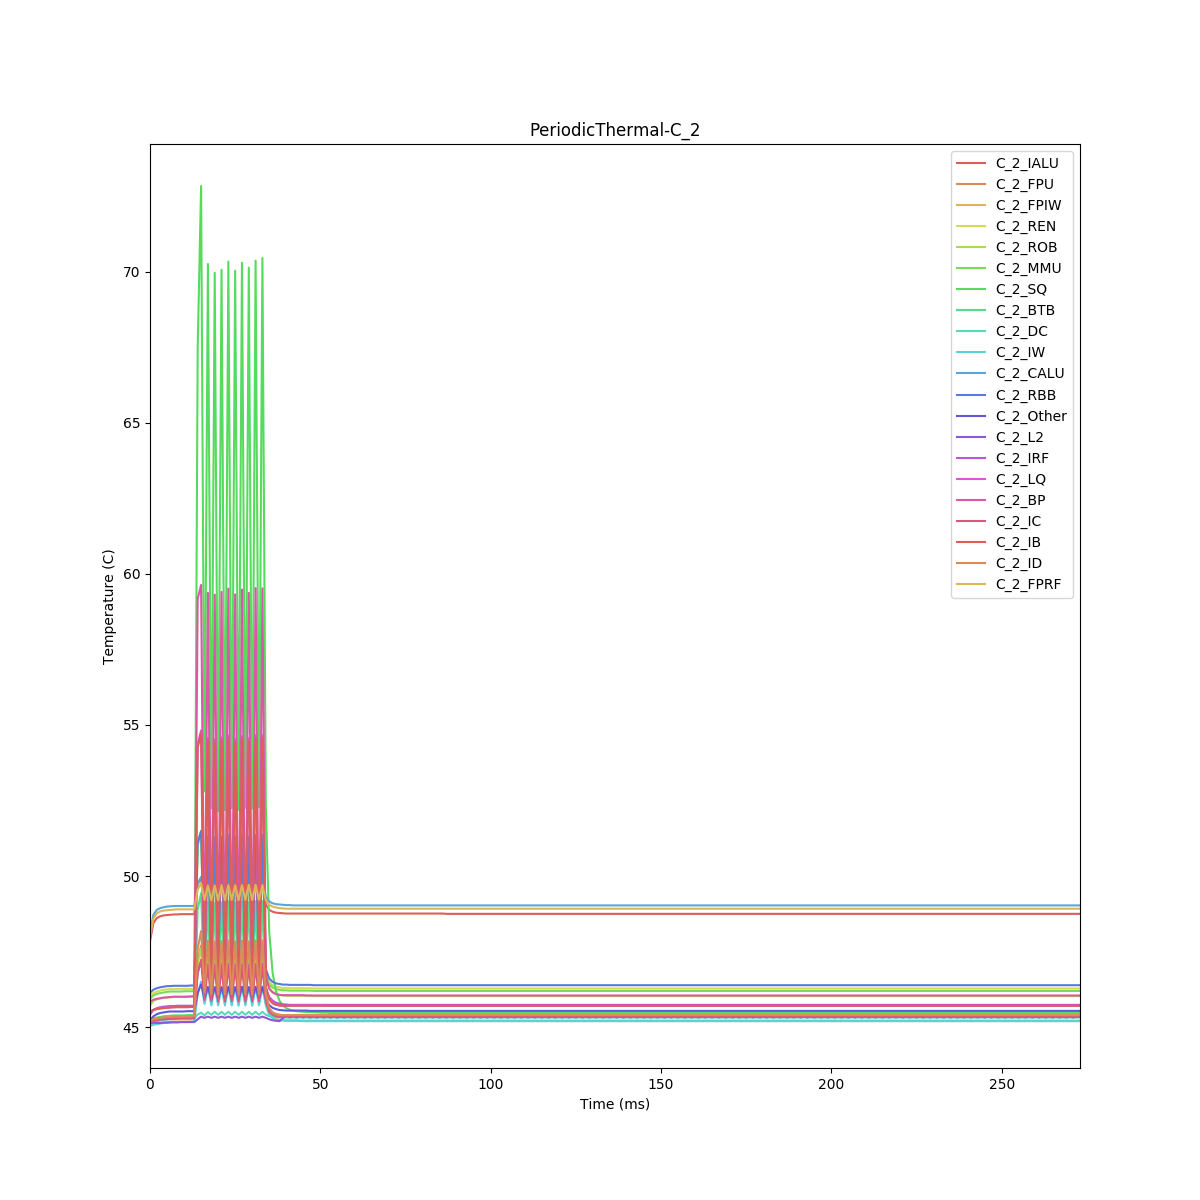 PeriodicThermal-C_2
C_2_IALU
C_2_FPU
C_2_FPIW
C_2_REN
C_2_ROB
C_2_MMU
C_2_SQ
C_2_BTB
C_2_DC
C_2_IW
C_2_CALU
C_2_RBB
C_2_Other
C_2_L2
C_2_IRF
C_2_LQ
C_2_BP
C_2_IC
C_2_IB
C_2_ID
C_2_FPRF
Temperature (C)
70
65
60
55
50
45
0 50 100 150 200 250
Time (ms)